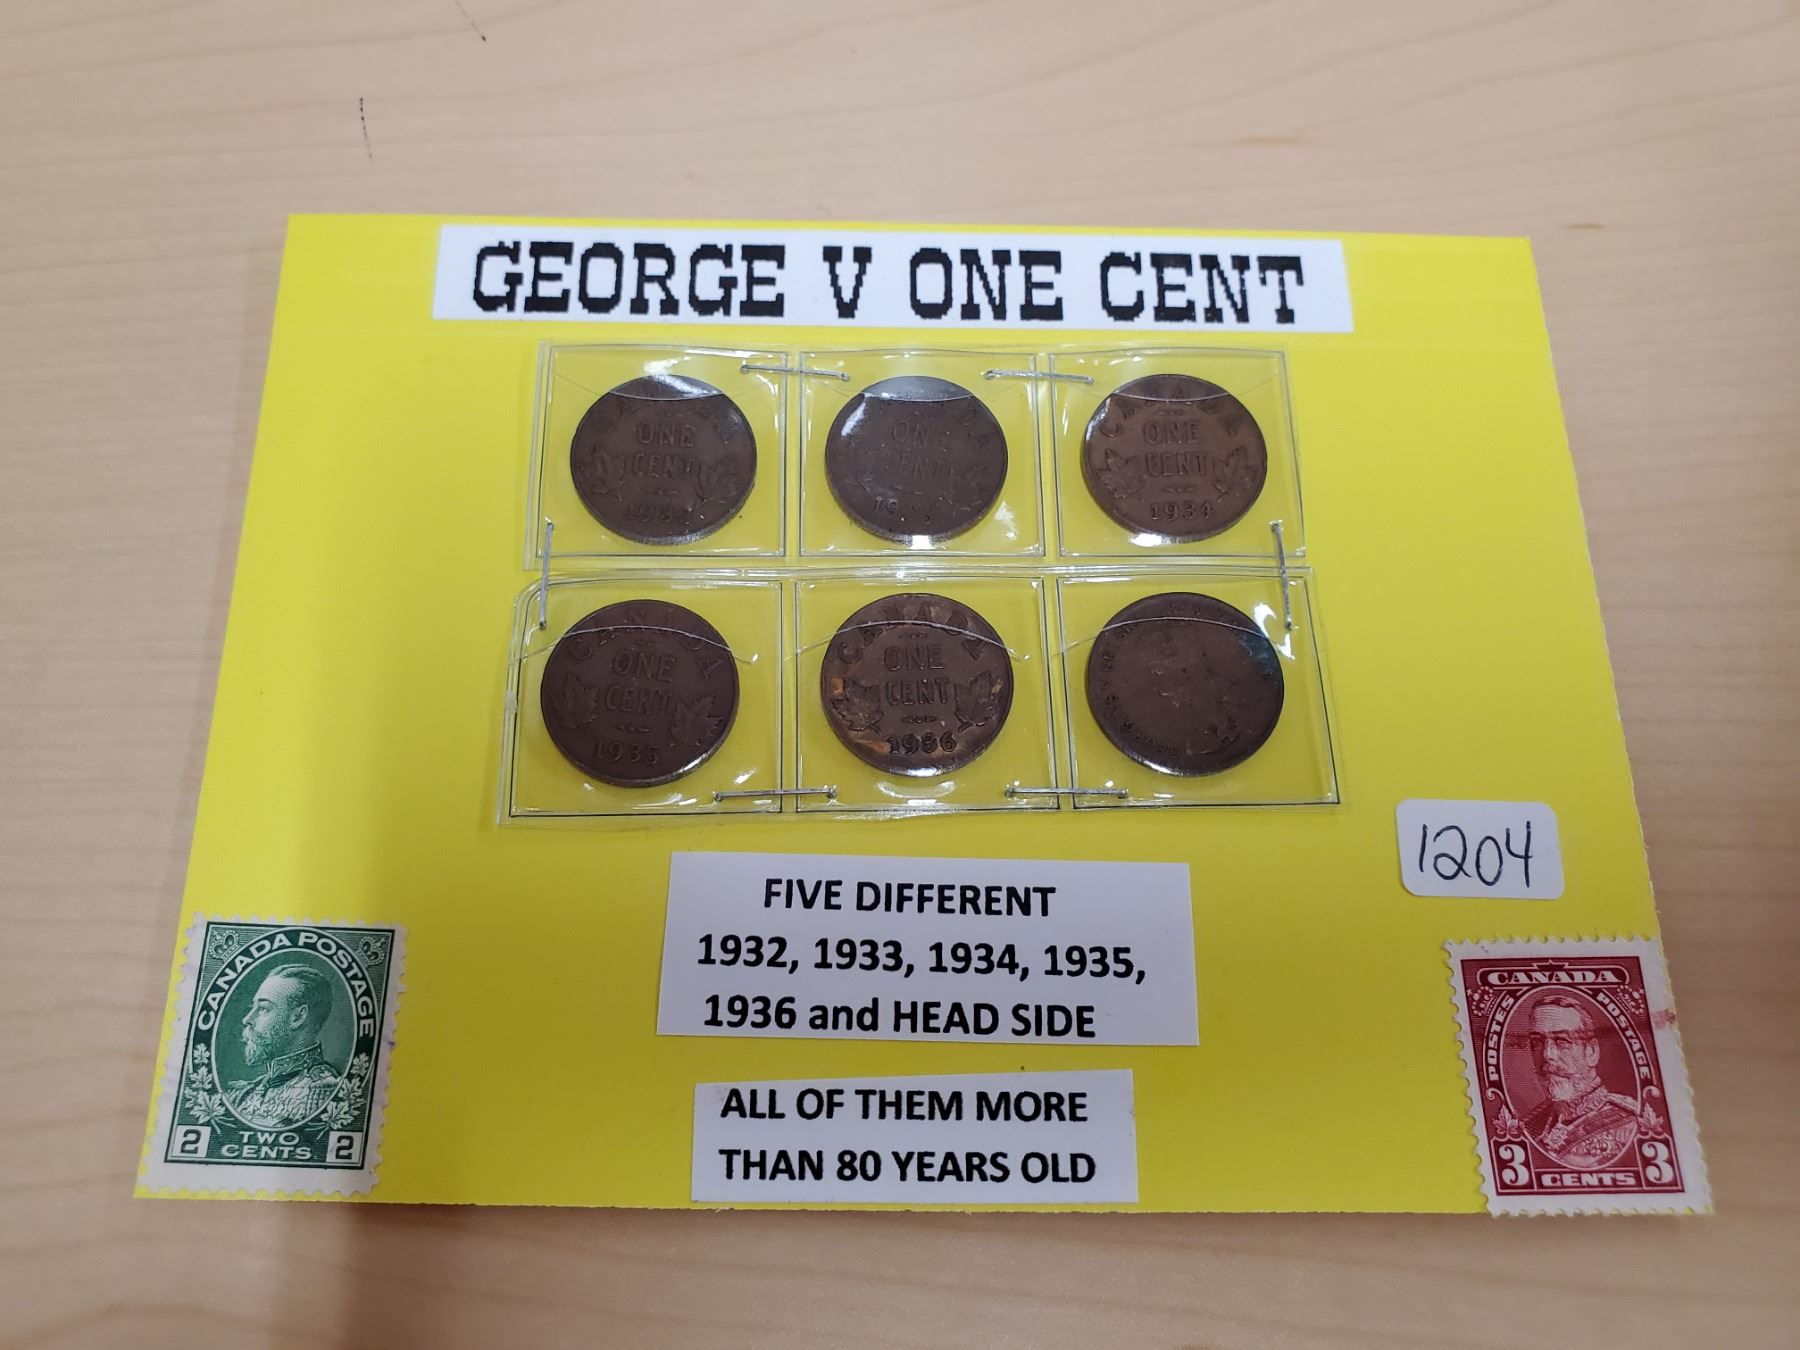 GEORGE V ONE CENT
CANADA
ONE
CENT
ONE
CENT
CANADA
ONE
CENT
1934
CANADA
ONE
CENT
1935
CANADA
ONE
CENT
1936
1204
FIVE DIFFERENT
1932, 1933, 1934, 1935,
1936 and HEAD SIDE
ALL OF THEM MORE
THAN 80 YEARS OLD
CANADA POSTAGE
2 TWO 2
CENTS
CANADA
POSTES POSTAGE
3 CENTS 3